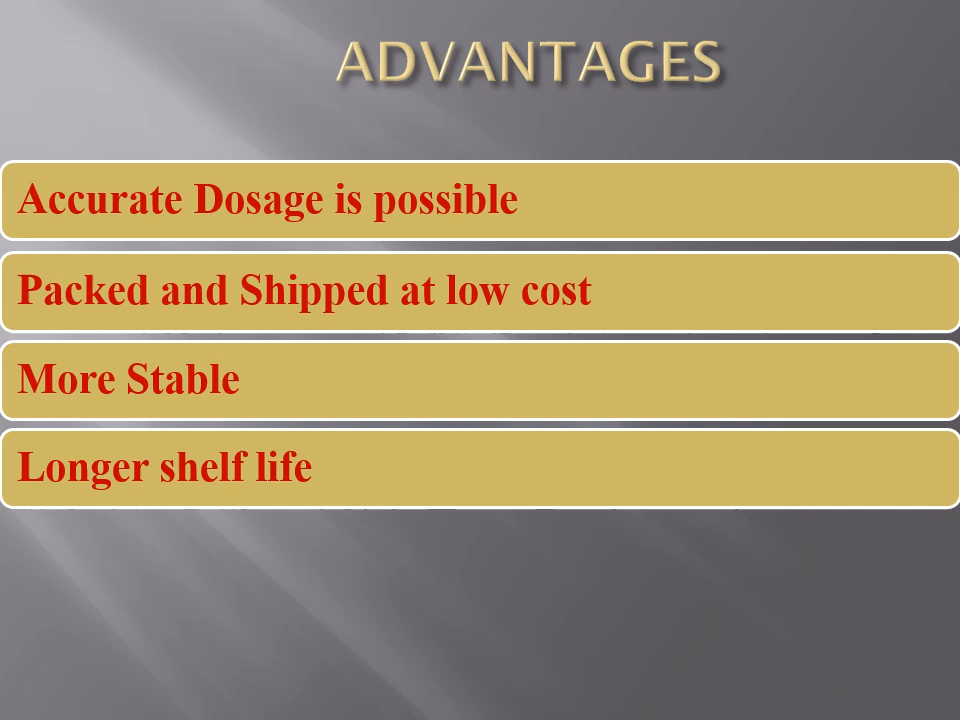 ADVANTAGES
Accurate Dosage is possible
Packed and Shipped at low cost
More Stable
Longer shelf life